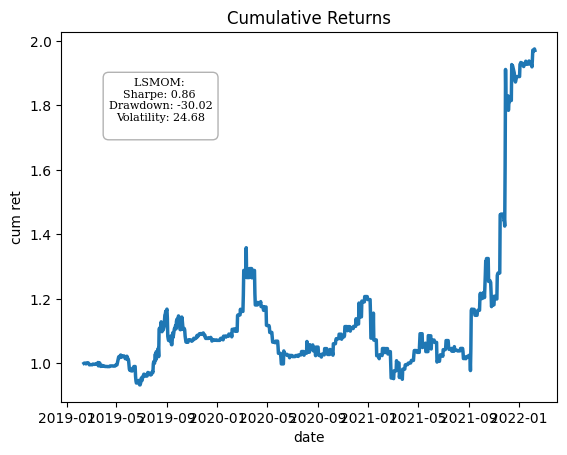 Cumulative Returns
2.0
1.8
1.6
1.4
1.2
1.0
cum ret
LSMOM:
Sharpe: 0.86
Drawdown: -30.02
Volatility: 24.68
2019-01 2019-05 2019-09 2020-01 2020-05 2020-09 2021-01 2021-05 2021-09 2022-01
date